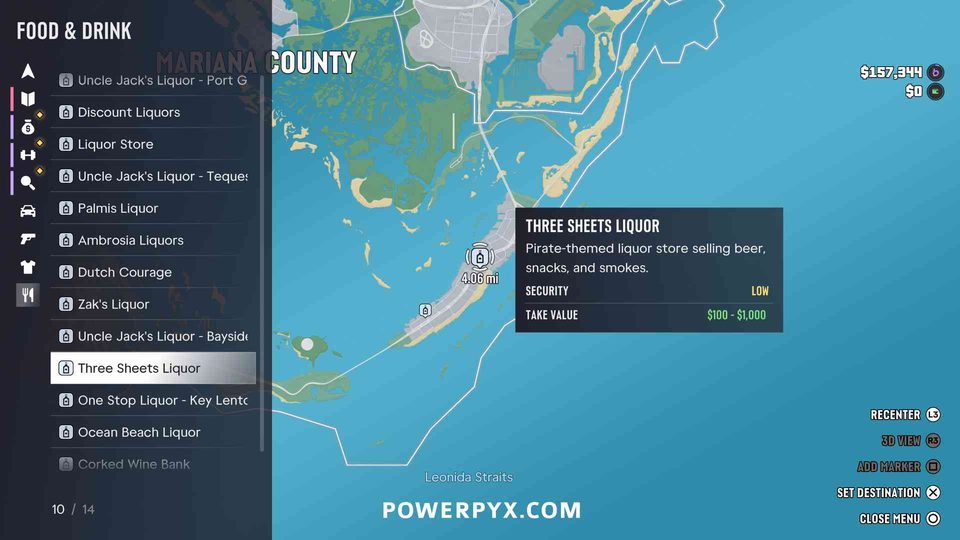 FOOD & DRINK
MARIANA COUNTY
Uncle Jack's Liquor - Port G
Discount Liquors
Liquor Store
Uncle Jack's Liquor - Teques
Palmis Liquor
Ambrosia Liquors
Dutch Courage
Zak's Liquor
Uncle Jack's Liquor - Bayside
Three Sheets Liquor
One Stop Liquor - Key Lento
Ocean Beach Liquor
Corked Wine Bank
10 / 14
$157,344
$0
4.06 mi
THREE SHEETS LIQUOR
Pirate-themed liquor store selling beer,
snacks, and smokes.
SECURITY LOW
TAKE VALUE $100 - $1,000
RECENTER L3
3D VIEW R3
ADD MARKER
SET DESTINATION
CLOSE MENU
Leonida Straits
POWERPYX.COM